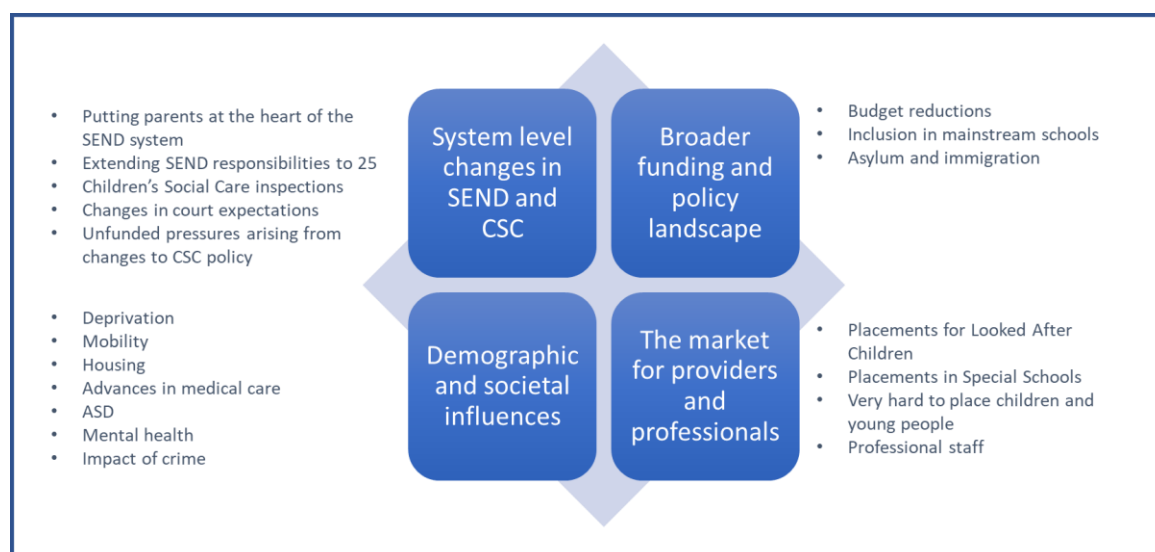 • Putting parents at the heart of the
SEND system
• Extending SEND responsibilities to 25
• Children’s Social Care inspections
• Changes in court expectations
• Unfunded pressures arising from
changes to CSC policy
System level
changes in
SEND and
CSC
Broader
funding and
policy
landscape
• Budget reductions
• Inclusion in mainstream schools
• Asylum and immigration
• Deprivation
• Mobility
• Housing
• Advances in medical care
• ASD
• Mental health
• Impact of crime
Demographic
and societal
influences
The market
for providers
and
professionals
• Placements for Looked After
Children
• Placements in Special Schools
• Very hard to place children and
young people
• Professional staff